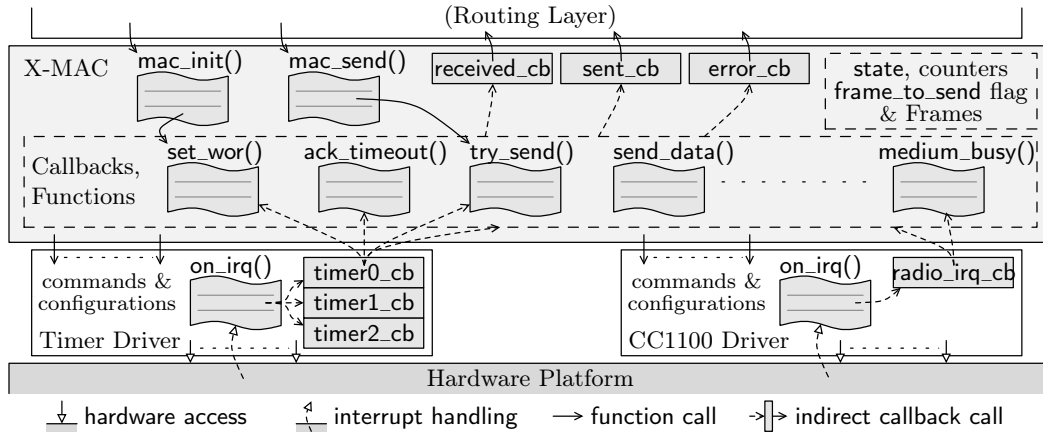 (Routing Layer)
X-MAC
mac_init()
mac_send()
received_cb
sent_cb
error_cb
state, counters
frame_to_send flag
& Frames
Callbacks,
Functions
set_wor()
ack_timeout()
try_send()
send_data()
medium_busy()
commands &
configurations
Timer Driver
on_irq()
timer0_cb
timer1_cb
timer2_cb
commands &
configurations
CC1100 Driver
on_irq()
radio_irq_cb
Hardware Platform
hardware access
interrupt handling
function call
indirect callback call